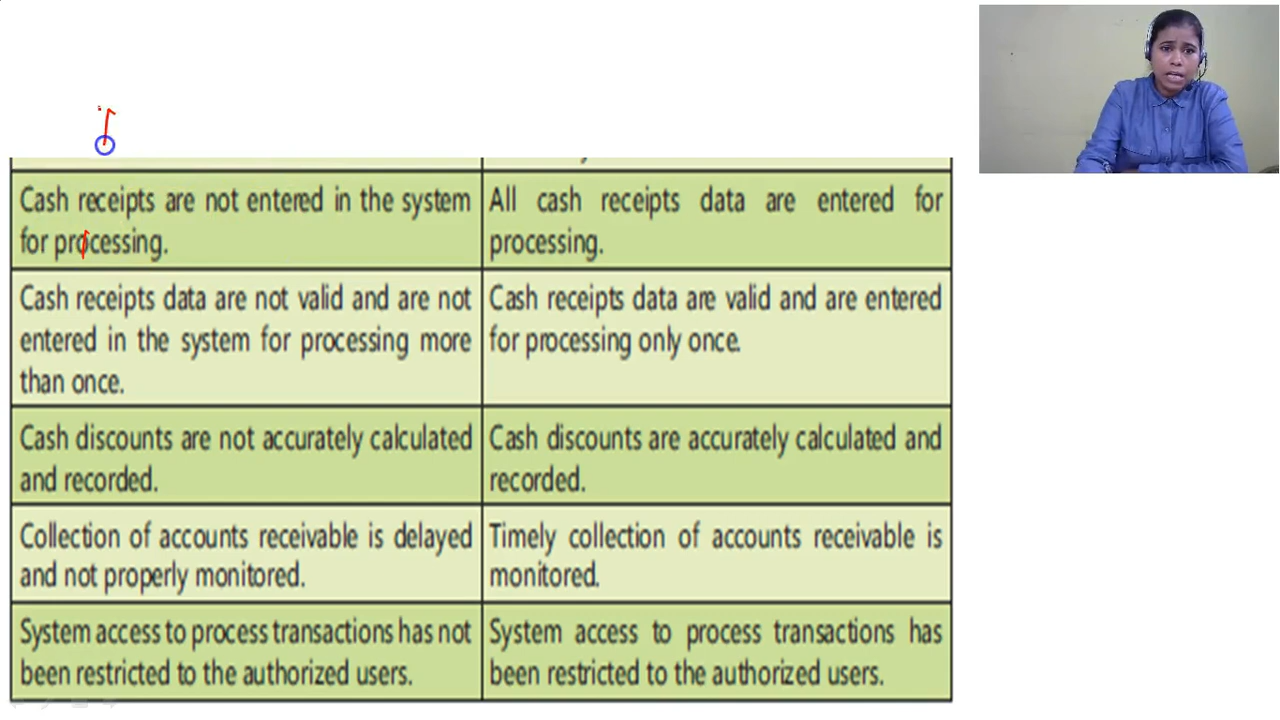 Cash receipts are not entered in the system
for processing.
All cash receipts data are entered for
processing.
Cash receipts data are not valid and are not
entered in the system for processing more
than once.
Cash receipts data are valid and are entered
for processing only once.
Cash discounts are not accurately calculated
and recorded.
Cash discounts are accurately calculated and
recorded.
Collection of accounts receivable is delayed
and not properly monitored.
Timely collection of accounts receivable is
monitored.
System access to process transactions has not
been restricted to the authorized users.
System access to process transactions has
been restricted to the authorized users.